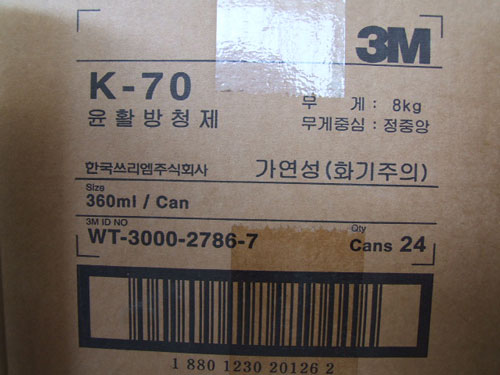 3M
K-70
무 게 : 8kg
윤활방청제
무게중심 : 정중앙
한국쓰리엠주식회사
가연성(화기주의)
Size
360ml / Can
3M ID NO
WT-3000-2786-7
Qty
Cans 24
1 880 1230 20126 2